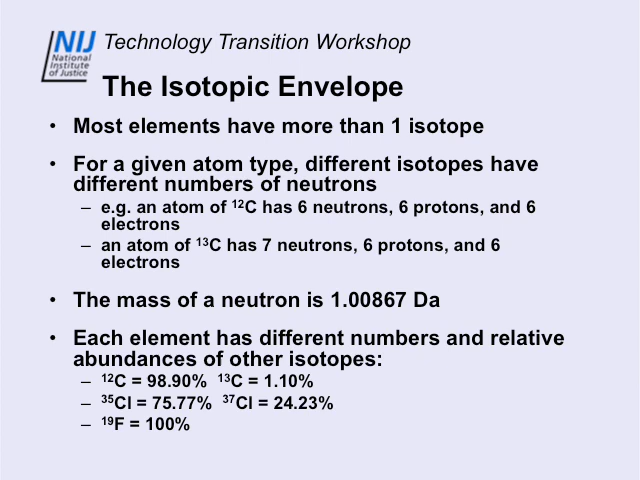 NIJ
National
Institute
of Justice
Technology Transition Workshop
The Isotopic Envelope
• Most elements have more than 1 isotope
• For a given atom type, different isotopes have
different numbers of neutrons
– e.g. an atom of ¹²C has 6 neutrons, 6 protons, and 6
electrons
– an atom of ¹³C has 7 neutrons, 6 protons, and 6
electrons
• The mass of a neutron is 1.00867 Da
• Each element has different numbers and relative
abundances of other isotopes:
– ¹²C = 98.90% ¹³C = 1.10%
– ³⁵Cl = 75.77% ³⁷Cl = 24.23%
– ¹⁹F = 100%